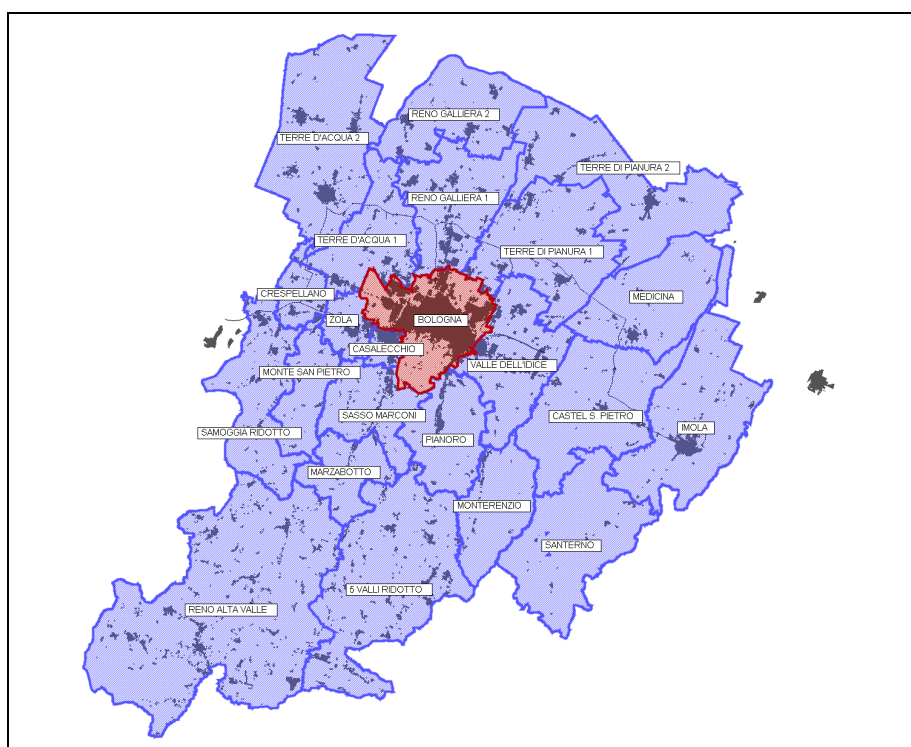 RENO GALLIERA 2
TERRE D'ACQUA 2
TERRE DI PIANURA 2
RENO GALLIERA 1
TERRE D'ACQUA 1
TERRE DI PIANURA 1
CRESPELLANO
MEDICINA
ZOLA
BOLOGNA
CASALECCHIO
VALLE DELL'IDICE
MONTE SAN PIETRO
SASSO MARCONI
CASTEL S. PIETRO
IMOLA
SAMOGGIA RIDOTTO
PIANORO
MARZABOTTO
MONTERENZIO
SANTERNO
5 VALLI RIDOTTO
RENO ALTA VALLE